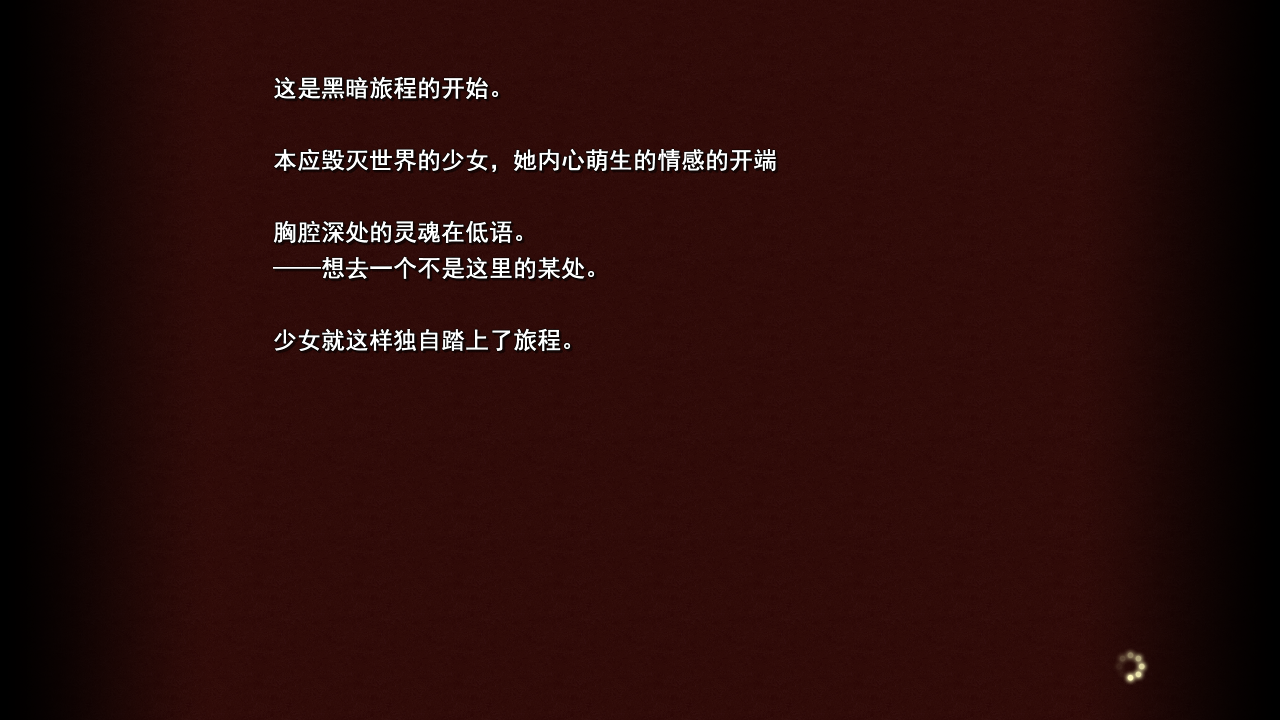 这是黑暗旅程的开始。
本应毁灭世界的少女，她内心萌生的情感的开端
胸腔深处的灵魂在低语。
——想去一个不是这里的某处。
少女就这样独自踏上了旅程。